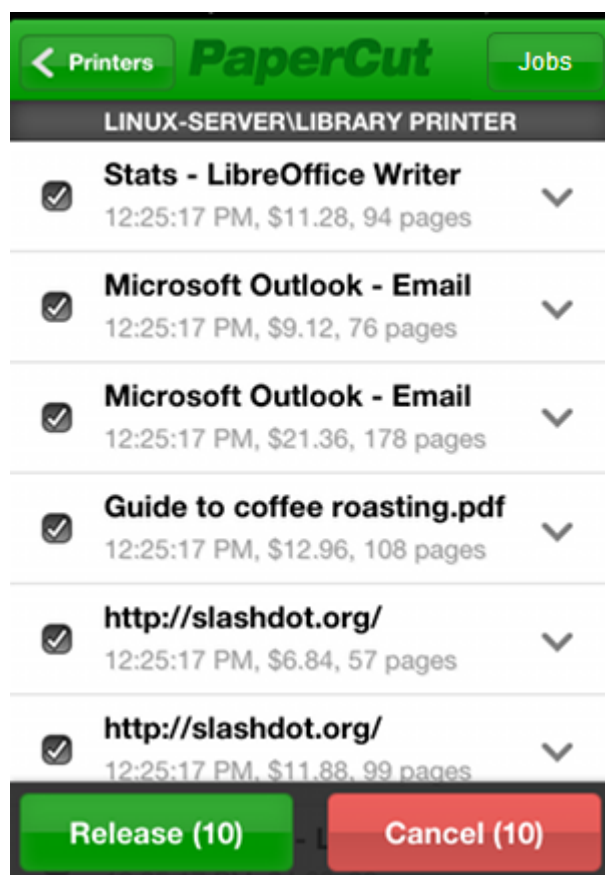 Printers
PaperCut
Jobs
LINUX-SERVER\LIBRARY PRINTER
Stats - LibreOffice Writer
12:25:17 PM, $11.28, 94 pages
Microsoft Outlook - Email
12:25:17 PM, $9.12, 76 pages
Microsoft Outlook - Email
12:25:17 PM, $21.36, 178 pages
Guide to coffee roasting.pdf
12:25:17 PM, $12.96, 108 pages
http://slashdot.org/
12:25:17 PM, $6.84, 57 pages
http://slashdot.org/
12:25:17 PM, $11.88, 99 pages
Release (10)
Cancel (10)